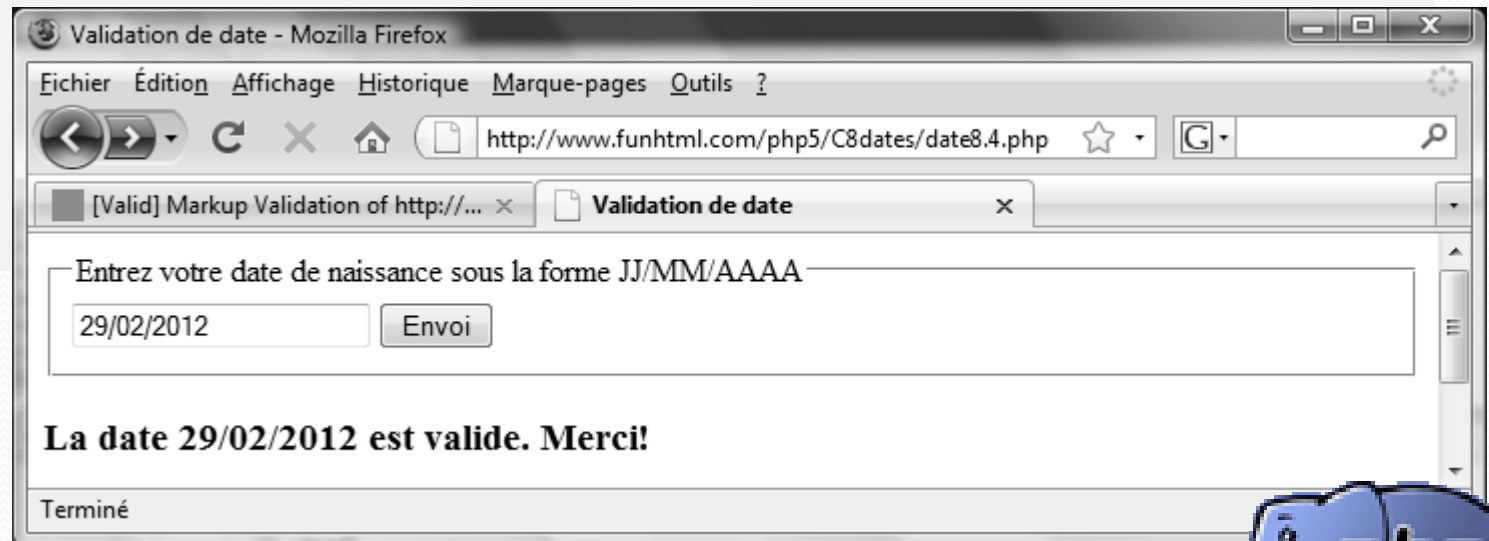 Validation de date - Mozilla Firefox
Fichier Édition Affichage Historique Marque-pages Outils ?
http://www.funhtml.com/php5/C8dates/date8.4.php G
[Valid] Markup Validation of http://... Validation de date
Entrez votre date de naissance sous la forme JJ/MM/AAAA
29/02/2012 Envoi
La date 29/02/2012 est valide. Merci!
Terminé